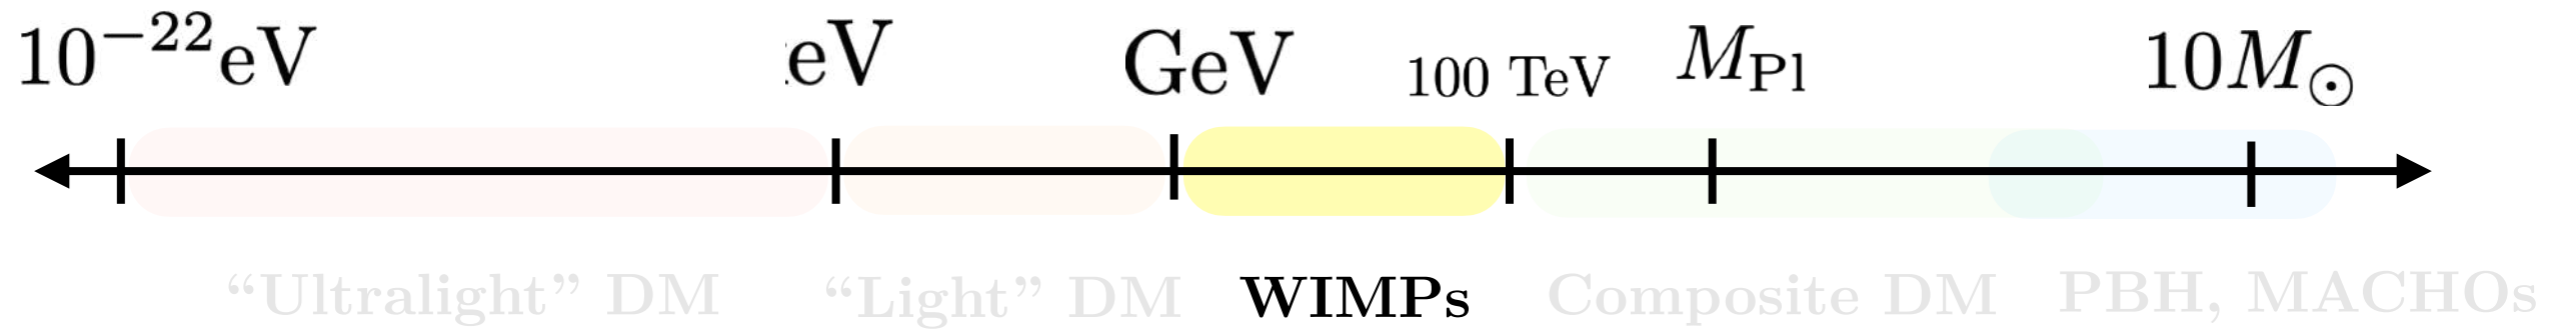 10⁻²²eV eV GeV 100 TeV M_Pl 10M_⊙
“Ultralight” DM “Light” DM WIMPs Composite DM PBH, MACHOs